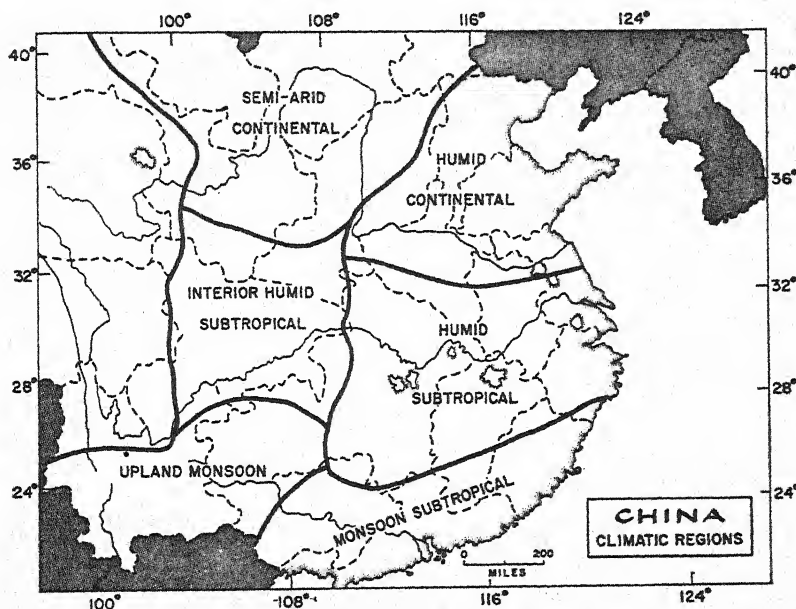 100° 108° 116° 124°
40° 40°
SEMI-ARID
CONTINENTAL
36° 36°
HUMID
CONTINENTAL
32° 32°
INTERIOR HUMID
SUBTROPICAL
HUMID
SUBTROPICAL
28° 28°
UPLAND MONSOON
24° 24°
MONSOON SUBTROPICAL
CHINA
CLIMATIC REGIONS
0 200
MILES
100° 108° 116° 124°